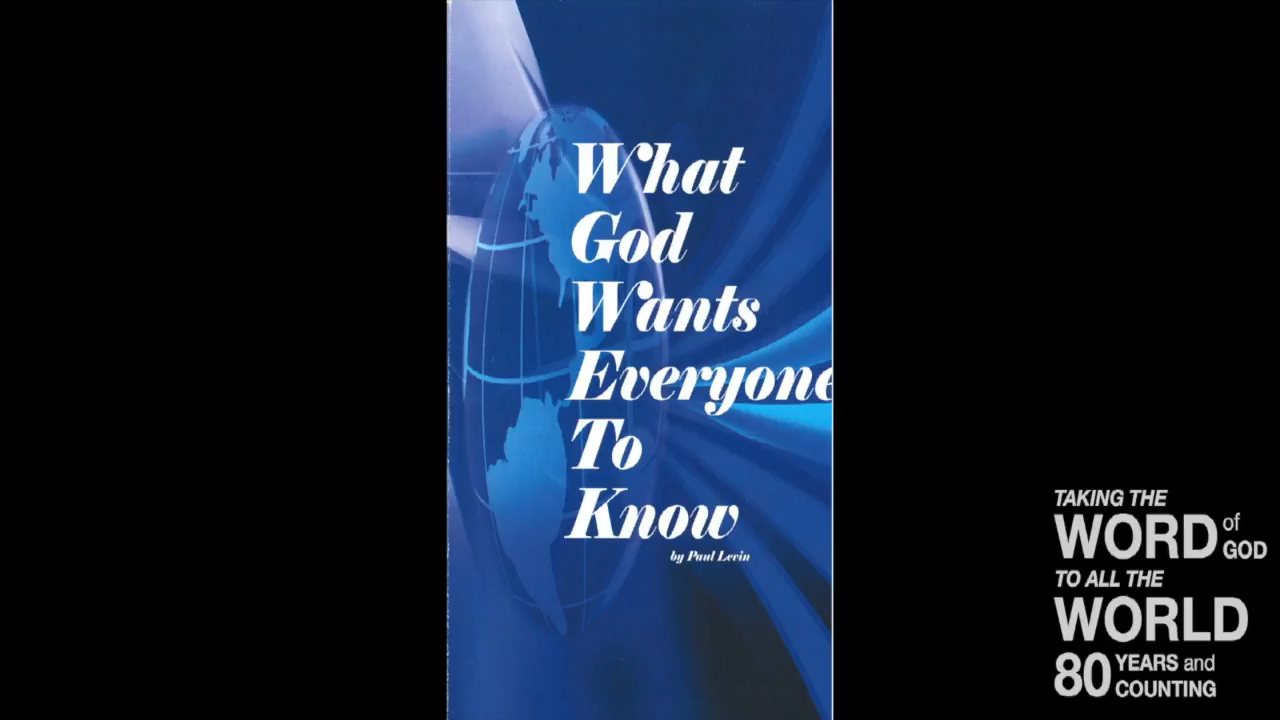 What
God
Wants
Everyone
To
Know
by Paul Levin
TAKING THE
WORD of GOD
TO ALL THE
WORLD
80 YEARS and COUNTING